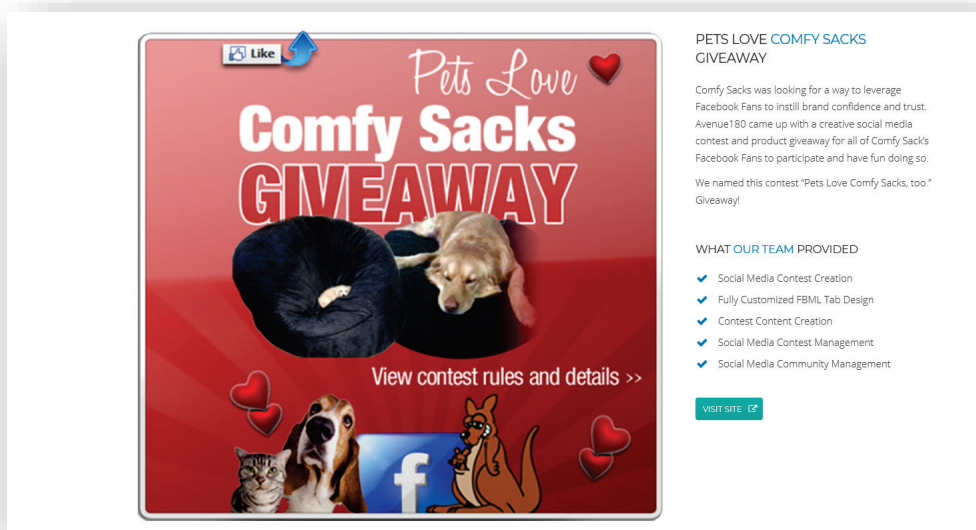 Like
Pets Love
Comfy Sacks
GIVEAWAY
View contest rules and details >>
f
PETS LOVE COMFY SACKS
GIVEAWAY
Comfy Sacks was looking for a way to leverage
Facebook Fans to instill brand confidence and trust.
Avenue180 came up with a creative social media
contest and product giveaway for all of Comfy Sack's
Facebook Fans to participate and have fun doing so.
We named this contest “Pets Love Comfy Sacks, too.”
Giveaway!
WHAT OUR TEAM PROVIDED
Social Media Contest Creation
Fully Customized FBML Tab Design
Contest Content Creation
Social Media Contest Management
Social Media Community Management
VISIT SITE